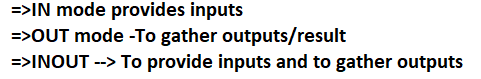 =>IN mode provides inputs
=>OUT mode -To gather outputs/result
=>INOUT --> To provide inputs and to gather outputs